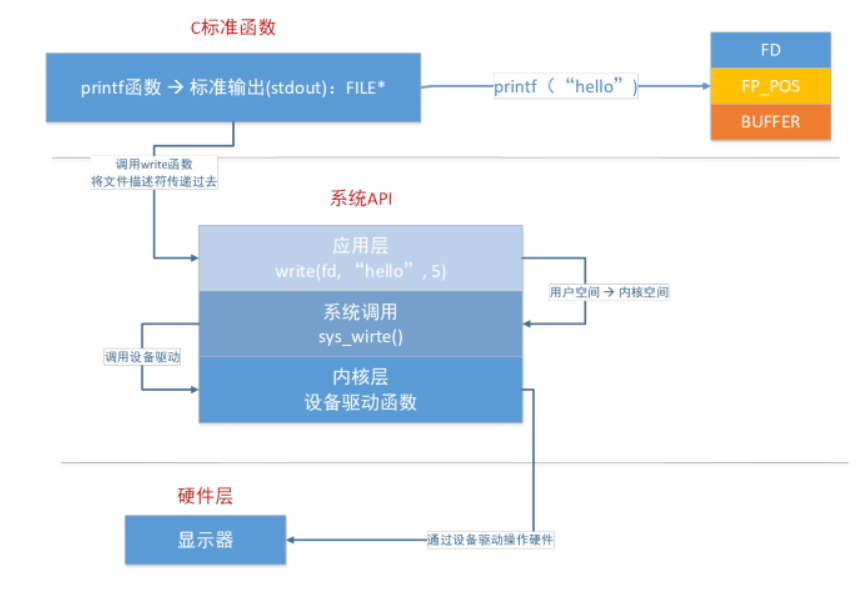 C标准函数
printf函数 → 标准输出(stdout)：FILE*
printf（“hello”）
FD
FP_POS
BUFFER
调用write函数
将文件描述符传递过去
系统API
应用层
write(fd, “hello”, 5)
用户空间 → 内核空间
系统调用
sys_wirte()
调用设备驱动
内核层
设备驱动函数
硬件层
显示器
通过设备驱动操作硬件